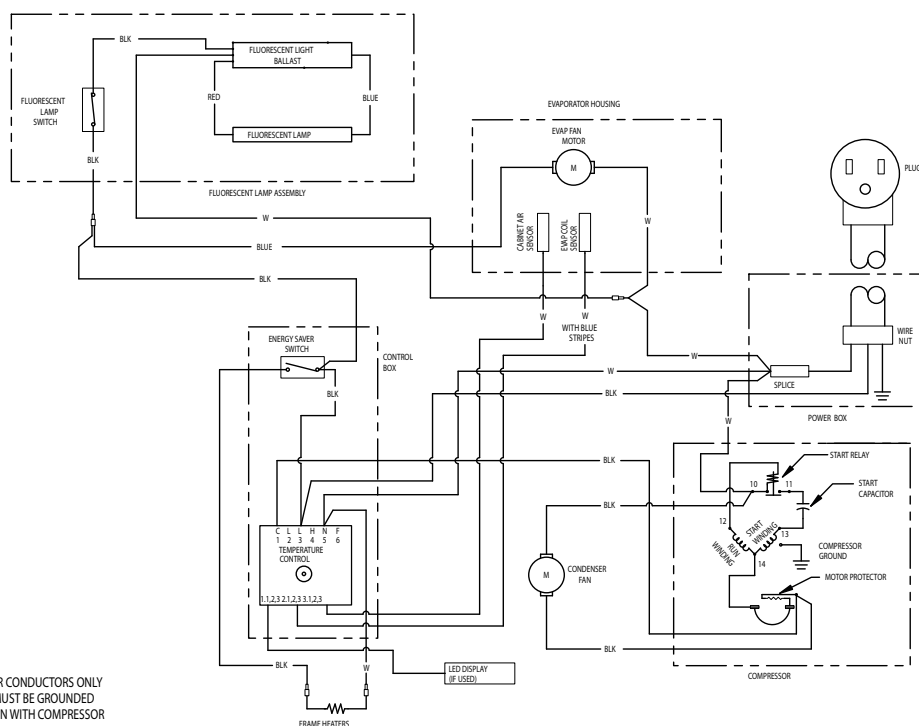 BLK
FLUORESCENT LIGHT
BALLAST
RED
BLUE
FLUORESCENT
LAMP
SWITCH
FLUORESCENT LAMP
BLK
FLUORESCENT LAMP ASSEMBLY
EVAPORATOR HOUSING
EVAP FAN
MOTOR
M
CABINET AIR
SENSOR
EVAP COIL
SENSOR
W
PLUG
W
BLUE
BLK
W
W
WITH BLUE
STRIPES
WIRE
NUT
ENERGY SAVER
SWITCH
CONTROL
BOX
BLK
W
W
BLK
SPLICE
POWER BOX
W
BLK
BLK
START RELAY
10
11
START
CAPACITOR
12
START
WINDING
13
RUN
WINDING
14
COMPRESSOR
GROUND
MOTOR PROTECTOR
C L L H N F
1 2 3 4 5 6
TEMPERATURE
CONTROL
1.1,2,3 2.1,2,3 3.1,2,3
M
CONDENSER
FAN
BLK
COMPRESSOR
BLK
W
LED DISPLAY
(IF USED)
FRAME HEATERS
R CONDUCTORS ONLY
MUST BE GROUNDED
N WITH COMPRESSOR